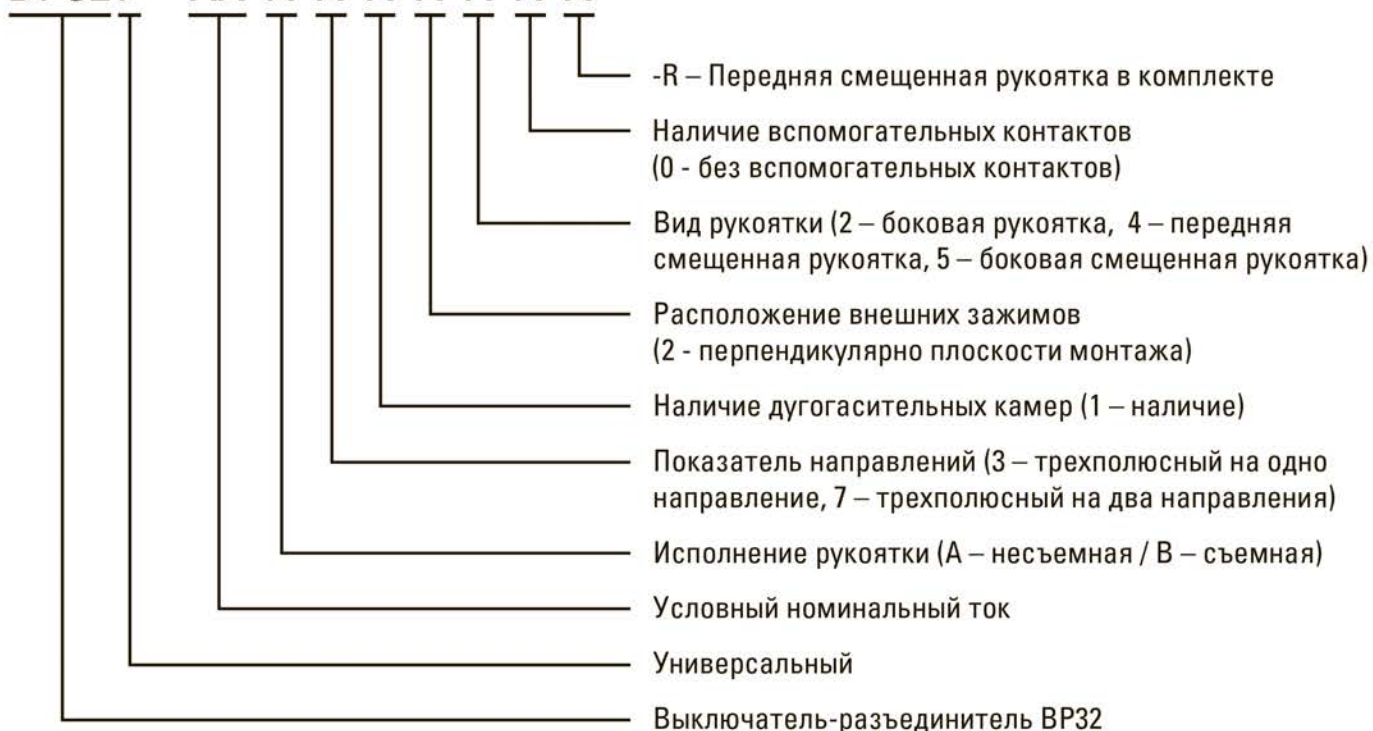 -R – Передняя смещенная рукоятка в комплекте
Наличие вспомогательных контактов
(0 - без вспомогательных контактов)
Вид рукоятки (2 – боковая рукоятка, 4 – передняя
смещенная рукоятка, 5 – боковая смещенная рукоятка)
Расположение внешних зажимов
(2 - перпендикулярно плоскости монтажа)
Наличие дугогасительных камер (1 – наличие)
Показатель направлений (3 – трехполюсный на одно
направление, 7 – трехполюсный на два направления)
Исполнение рукоятки (А – несъемная / В – съемная)
Условный номинальный ток
Универсальный
Выключатель-разъединитель ВР32